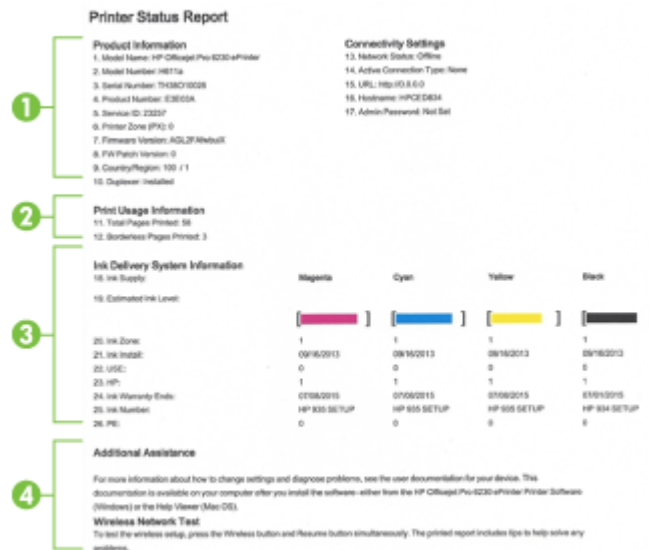 Printer Status Report
1
Product Information
1. Model Name: HP Officejet Pro 6230 ePrinter
2. Model Number: H611a
3. Serial Number:
4. Product Number: E3E03A
5. Service ID: 23257
6. Printer Zone (PX): 0
7. Firmware Version:
8. FW Patch Version: 0
9. Country/Region: 100 / 1
10. Duplexer: Installed
Connectivity Settings
13. Network Status: Offline
14. Active Connection Type: None
15. URL: http://0.0.0.0
16. Hostname: HPCEDB34
17. Admin Password: Not Set
2
Print Usage Information
11. Total Pages Printed: 56
12. Borderless Pages Printed: 3
3
Ink Delivery System Information
18. Ink Supply: Magenta Cyan Yellow Black
19. Estimated Ink Level:
20. Ink Zone: 1 1 1 1
21. Ink Install: 09/16/2013 09/16/2013 09/16/2013 09/16/2013
22. USE: 0 0 0 0
23. HP: 1 1 1 1
24. Ink Warranty Ends: 07/08/2015 07/06/2015 07/01/2015
25. Ink Number: HP 935 SETUP HP 935 SETUP HP 935 SETUP HP 934 SETUP
26. PE: 0 0 0 0
4
Additional Assistance
For more information about how to change settings and diagnose problems, see the user documentation for your device. This
documentation is available on your computer after you install the software- either from the HP Officejet Pro 6230 ePrinter Printer Software
(Windows) or the Help Viewer (Mac OS).
Wireless Network Test
To test the wireless setup, press the Wireless button and Resume button simultaneously. The printed report includes tips to help solve any
problems.